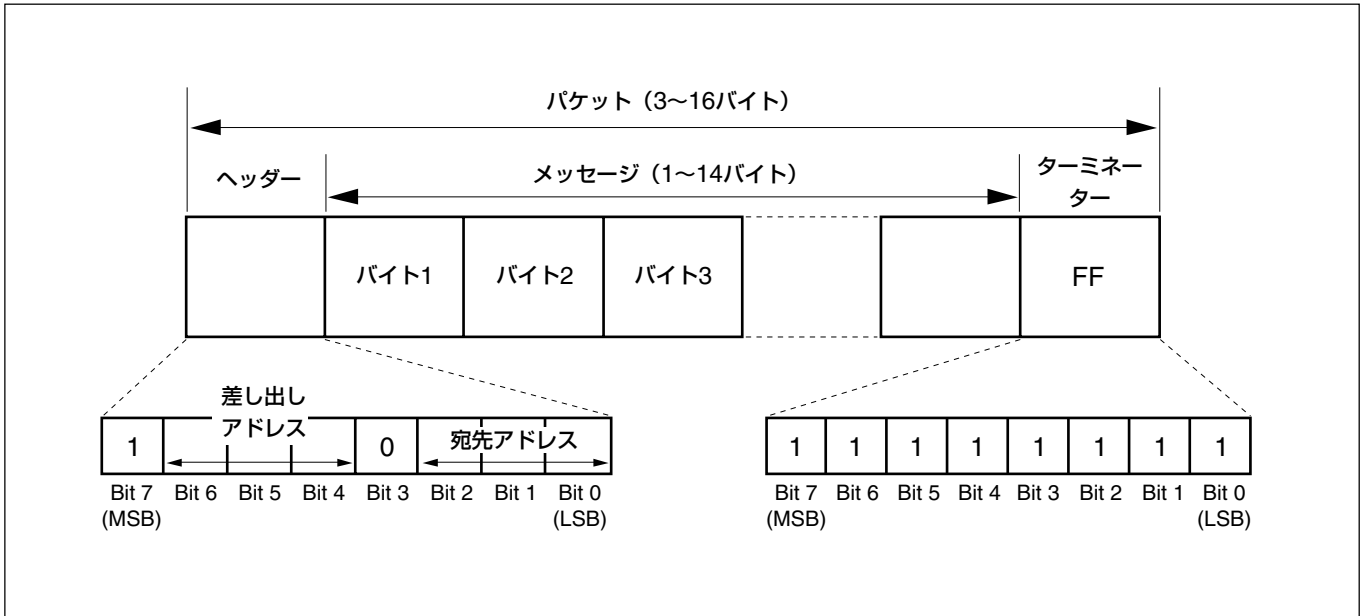 パケット（3～16バイト）
ヘッダー
メッセージ（1～14バイト）
ターミネー
ター
バイト1
バイト2
バイト3
FF
差し出し
アドレス
1
0
宛先アドレス
Bit 7 Bit 6 Bit 5 Bit 4 Bit 3 Bit 2 Bit 1 Bit 0
(MSB) (LSB)
1 1 1 1 1 1 1 1
Bit 7 Bit 6 Bit 5 Bit 4 Bit 3 Bit 2 Bit 1 Bit 0
(MSB) (LSB)